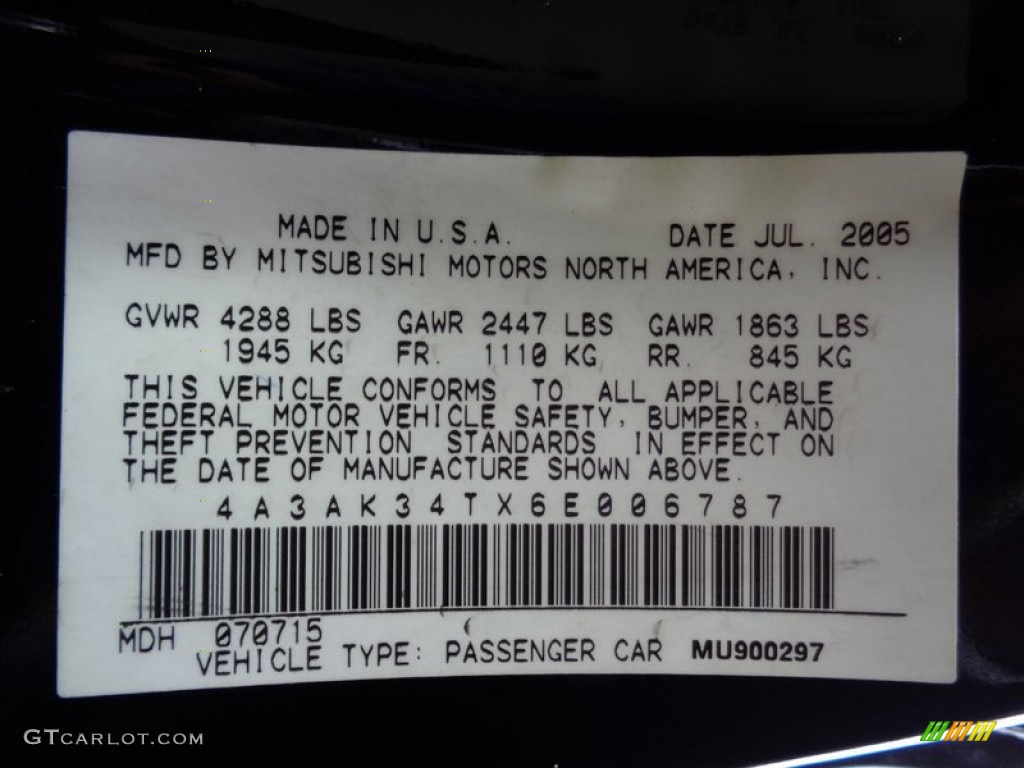 MADE IN U.S.A. DATE JUL. 2005
MFD BY MITSUBISHI MOTORS NORTH AMERICA, INC.
GVWR 4288 LBS GAWR 2447 LBS GAWR 1863 LBS
1945 KG FR. 1110 KG RR. 845 KG
THIS VEHICLE CONFORMS TO ALL APPLICABLE
FEDERAL MOTOR VEHICLE SAFETY, BUMPER, AND
THEFT PREVENTION STANDARDS IN EFFECT ON
THE DATE OF MANUFACTURE SHOWN ABOVE.
4A3AK34TX6E006787
MDH 070715
VEHICLE TYPE: PASSENGER CAR MU900297
GTCARLOT.COM